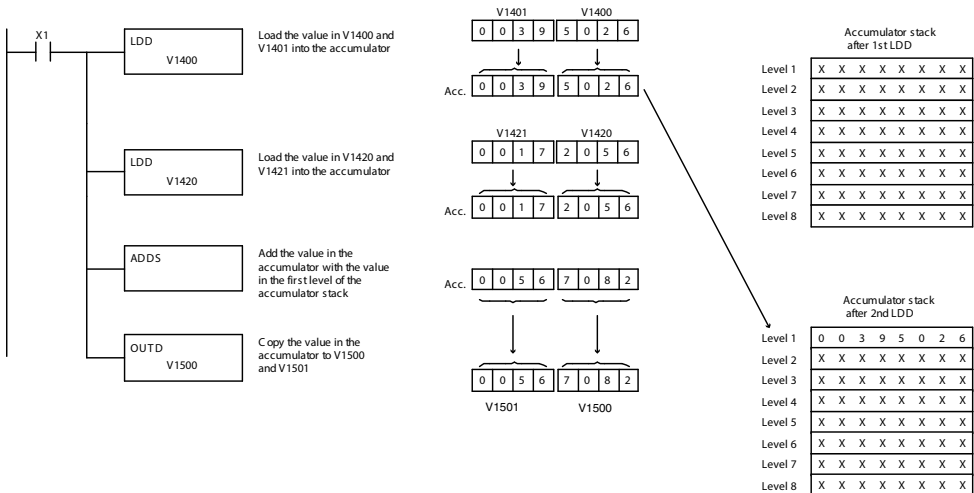 X1
LDD
V1400
Load the value in V1400 and
V1401 into the accumulator
V1401 V1400
0 0 3 9 5 0 2 6
Acc. 0 0 3 9 5 0 2 6
LDD
V1420
Load the value in V1420 and
V1421 into the accumulator
V1421 V1420
0 0 1 7 2 0 5 6
Acc. 0 0 1 7 2 0 5 6
ADDS
Add the value in the
accumulator with the value
in the first level of the
accumulator stack
Acc. 0 0 5 6 7 0 8 2
OUTD
V1500
Copy the value in the
accumulator to V1500
and V1501
0 0 5 6 7 0 8 2
V1501 V1500
Accumulator stack
after 1st LDD
Level 1 X X X X X X X X
Level 2 X X X X X X X X
Level 3 X X X X X X X X
Level 4 X X X X X X X X
Level 5 X X X X X X X X
Level 6 X X X X X X X X
Level 7 X X X X X X X X
Level 8 X X X X X X X X
Accumulator stack
after 2nd LDD
Level 1 0 0 3 9 5 0 2 6
Level 2 X X X X X X X X
Level 3 X X X X X X X X
Level 4 X X X X X X X X
Level 5 X X X X X X X X
Level 6 X X X X X X X X
Level 7 X X X X X X X X
Level 8 X X X X X X X X